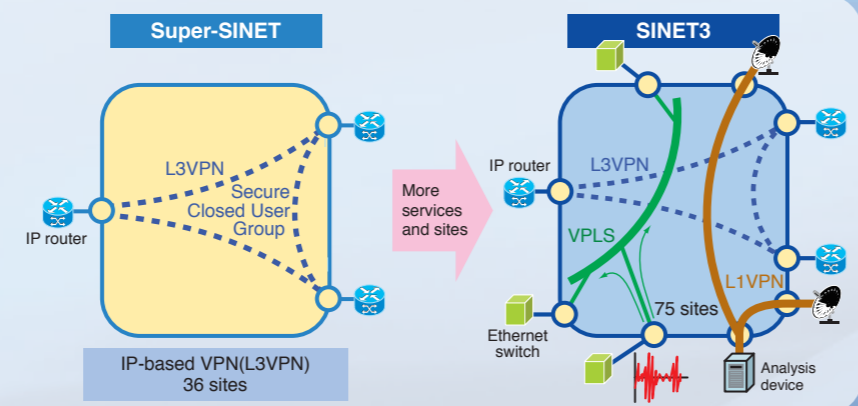 Super-SINET
L3VPN
Secure
Closed User
Group
IP router
IP-based VPN(L3VPN)
36 sites
More
services
and sites
SINET3
IP router
L3VPN
VPLS
L1VPN
75 sites
Ethernet
switch
Analysis
device